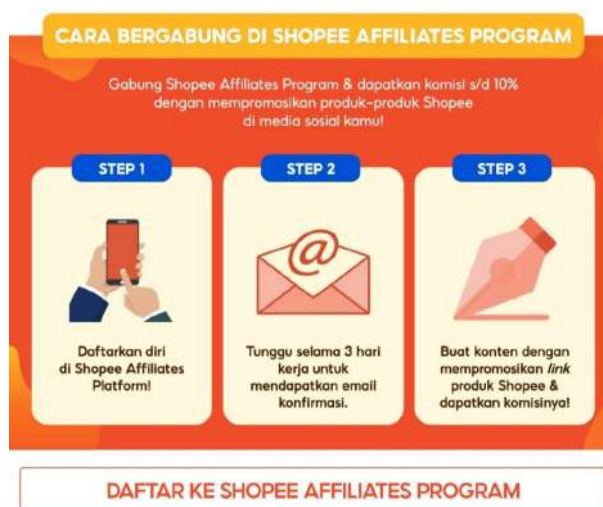 CARA BERGABUNG DI SHOPEE AFFILIATES PROGRAM
Gabung Shopee Affiliates Program & dapatkan komisi s/d 10%
dengan mempromosikan produk-produk Shopee
di media sosial kamu!
STEP 1
Daftarkan diri
di Shopee Affiliates
Platform!
STEP 2
Tunggu selama 3 hari
kerja untuk
mendapatkan email
konfirmasi.
STEP 3
Buat konten dengan
mempromosikan link
produk Shopee &
dapatkan komisinya!
DAFTAR KE SHOPEE AFFILIATES PROGRAM